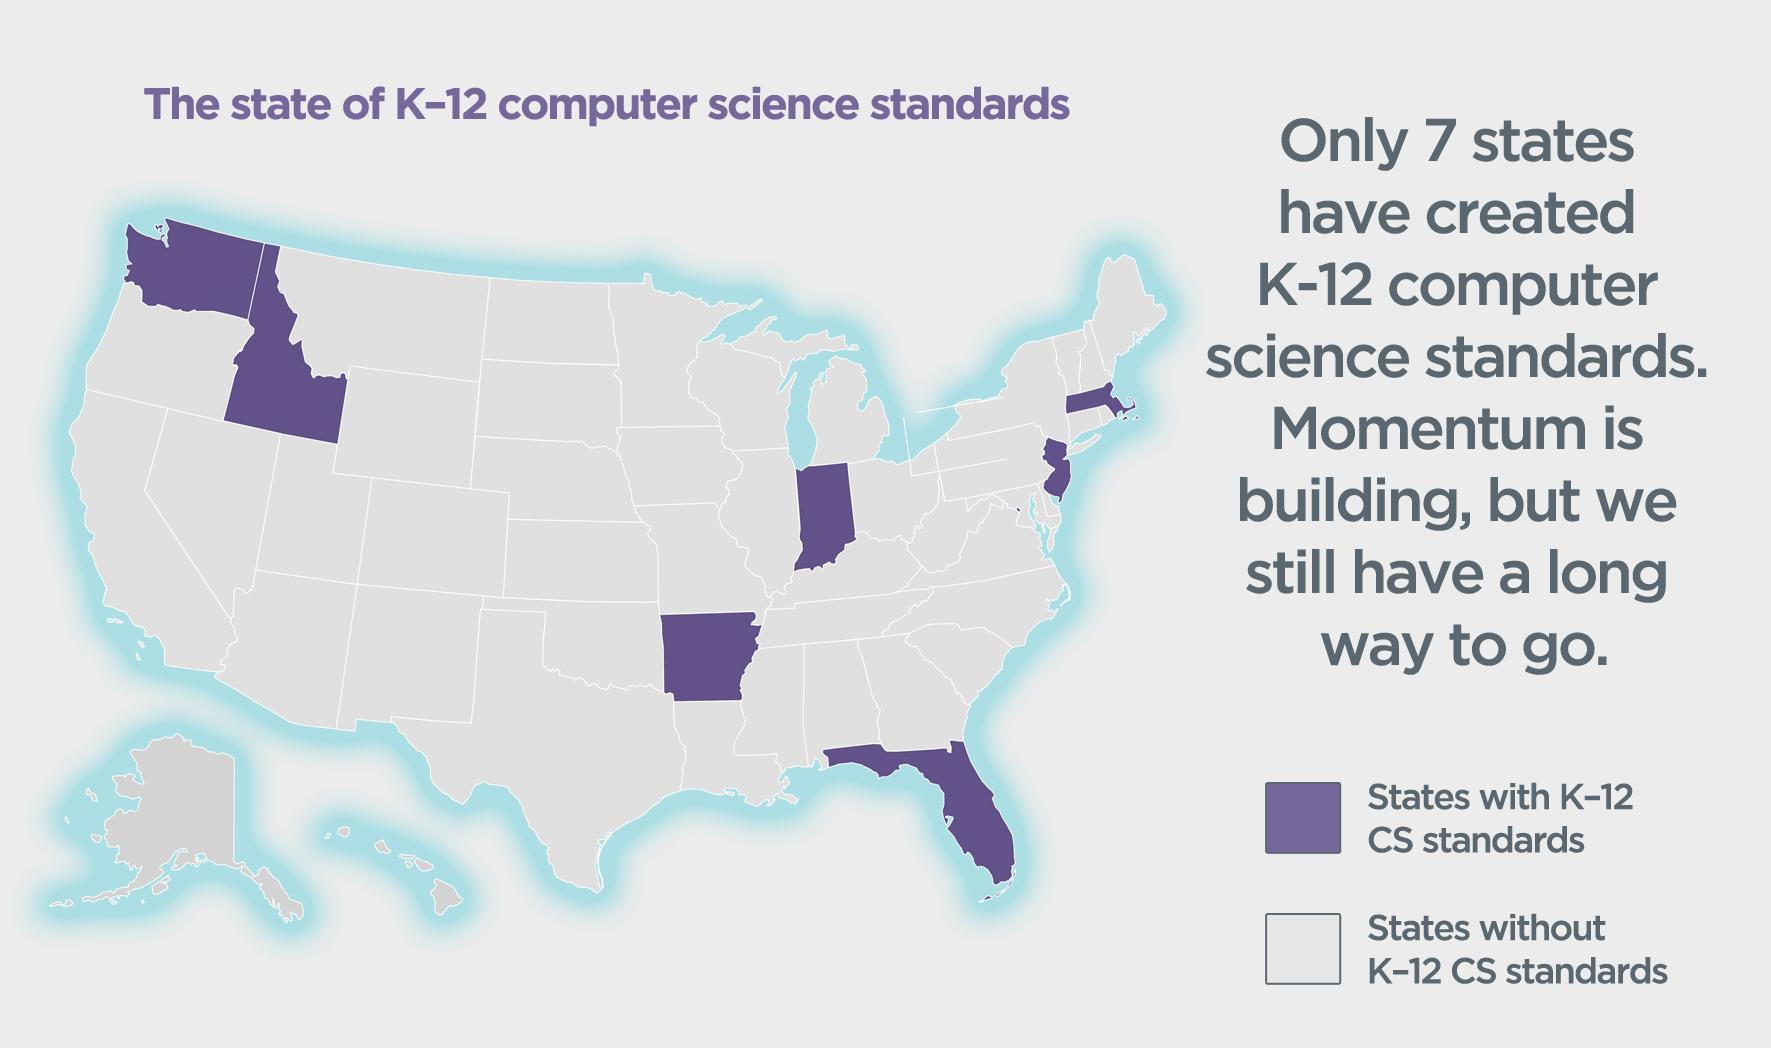 The state of K–12 computer science standards
Only 7 states
have created
K-12 computer
science standards.
Momentum is
building, but we
still have a long
way to go.
States with K–12
CS standards
States without
K–12 CS standards